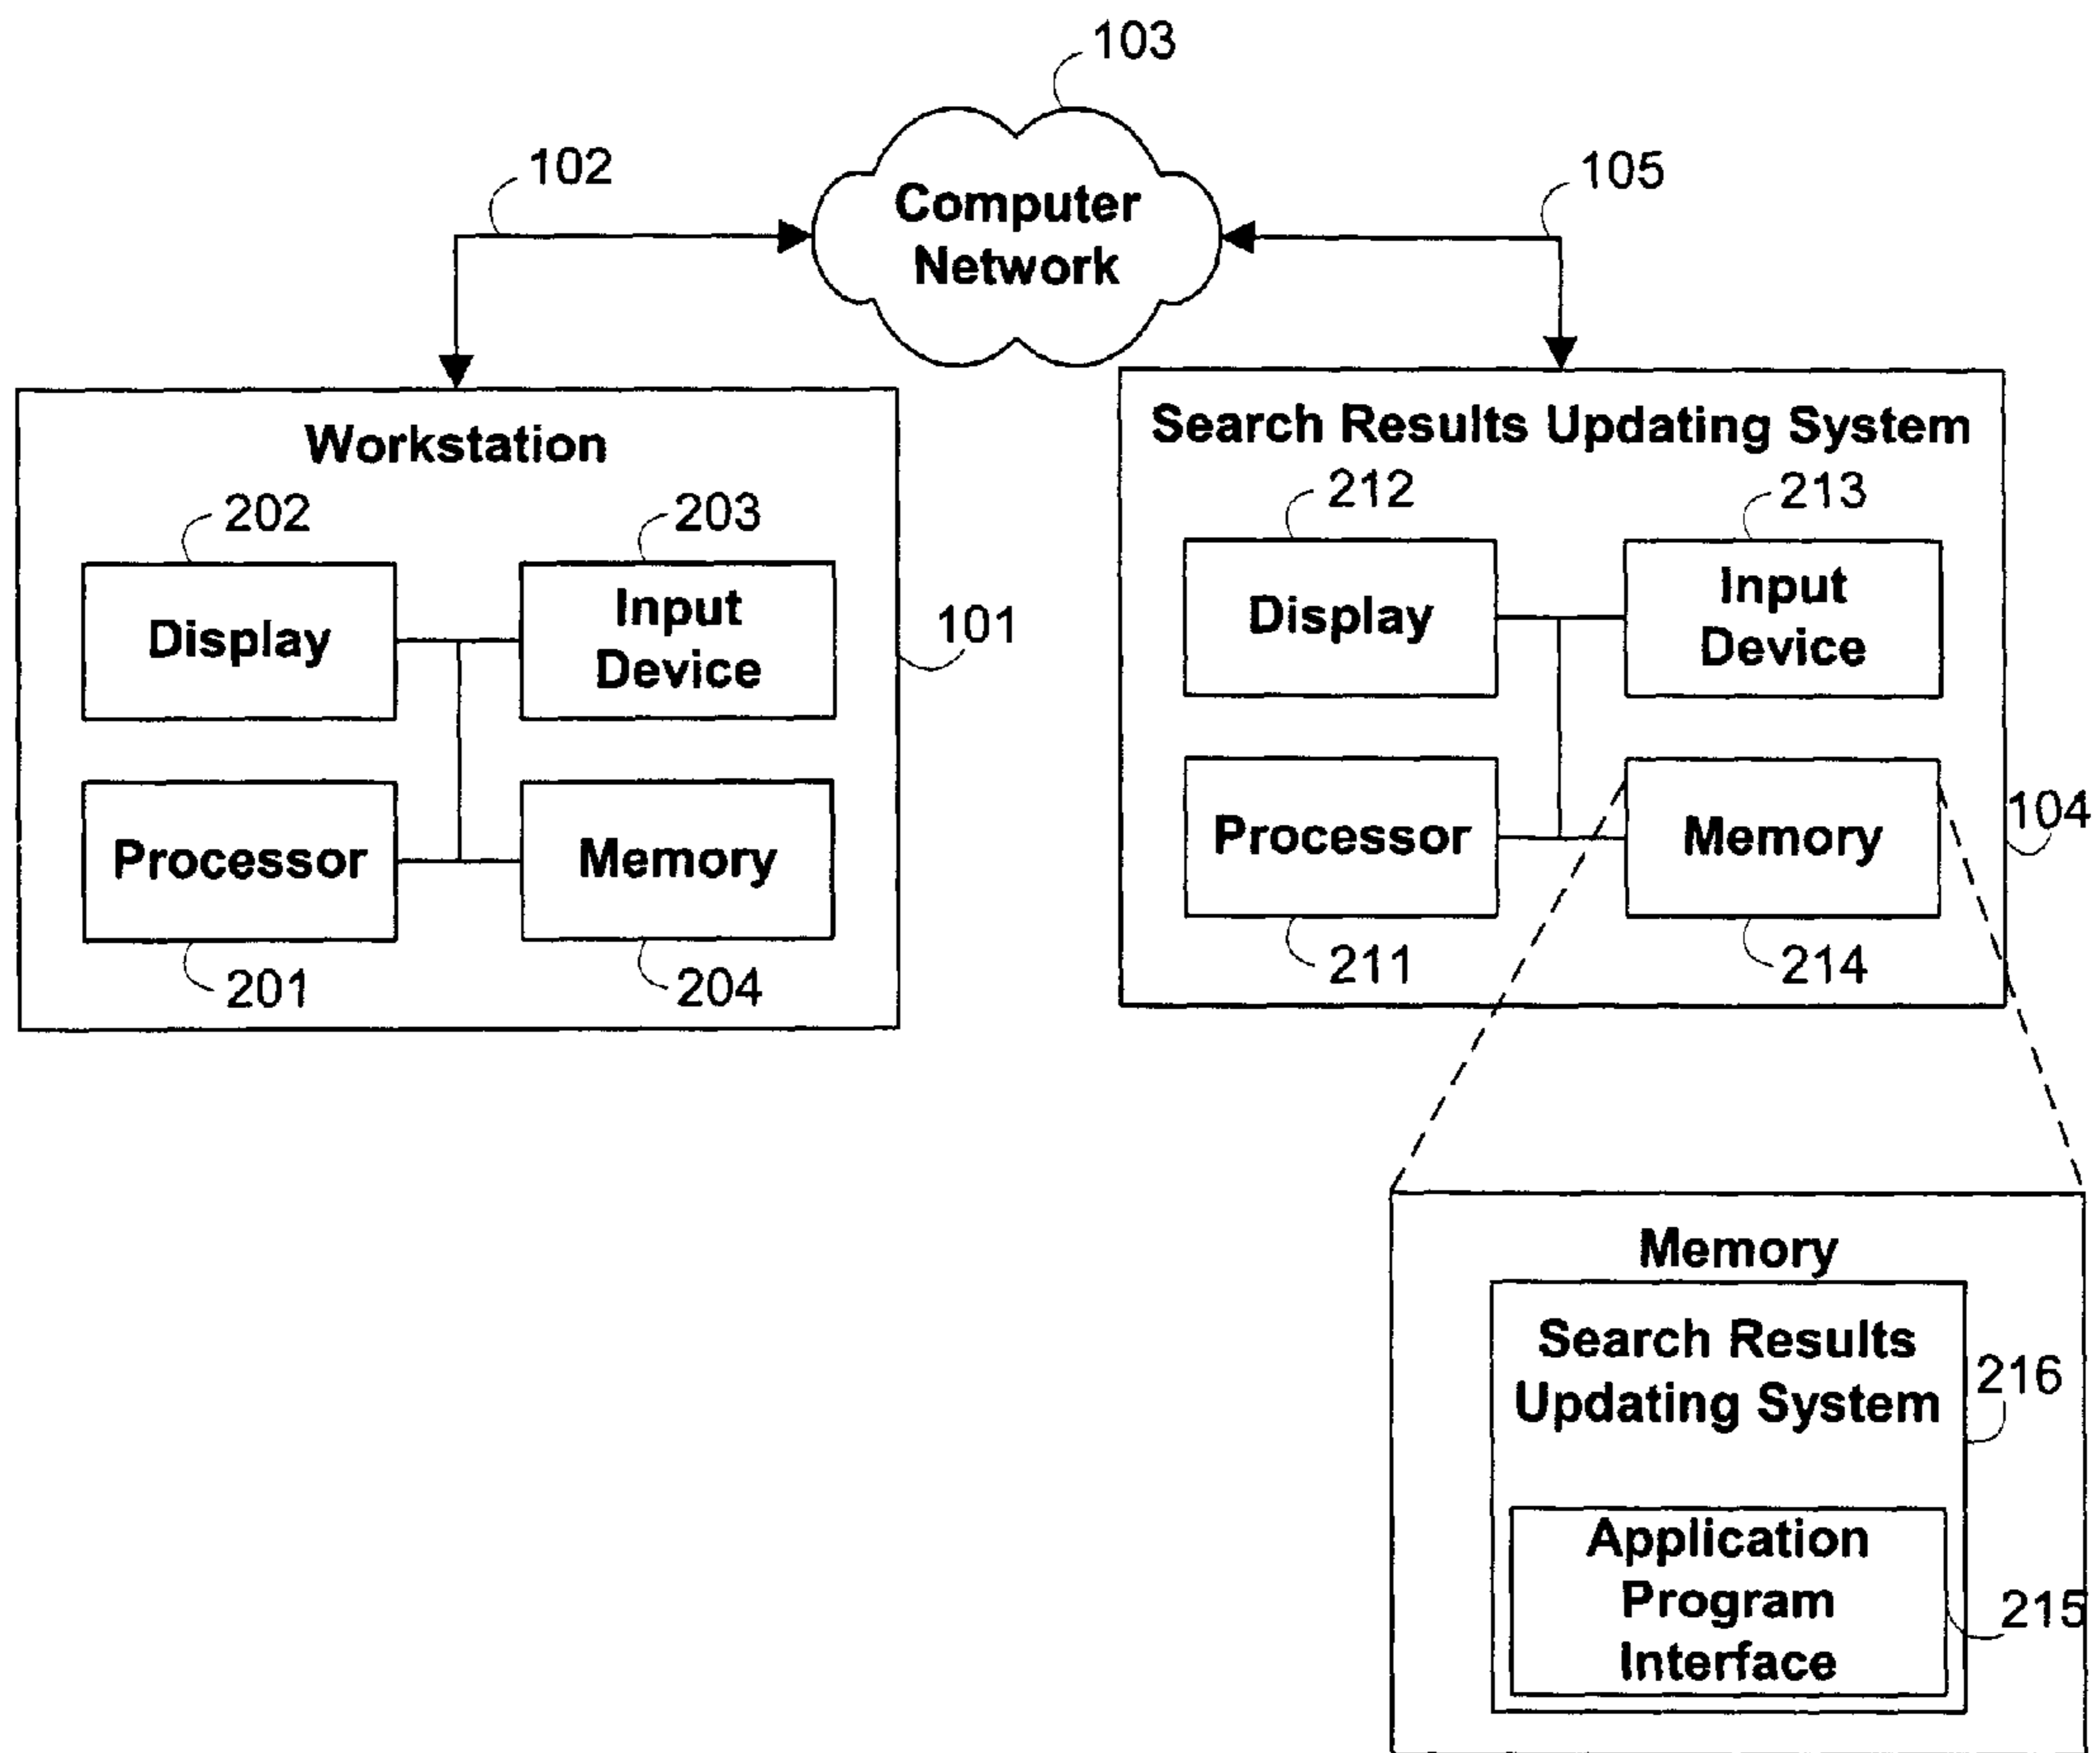 103
102
105
Computer
Network
Workstation
Search Results Updating System
202
203
212
213
Display
Input
Device
101
Display
Input
Device
Processor
Memory
104
Processor
Memory
201
204
211
214
Memory
Search Results
Updating System
216
Application
Program
Interface
215